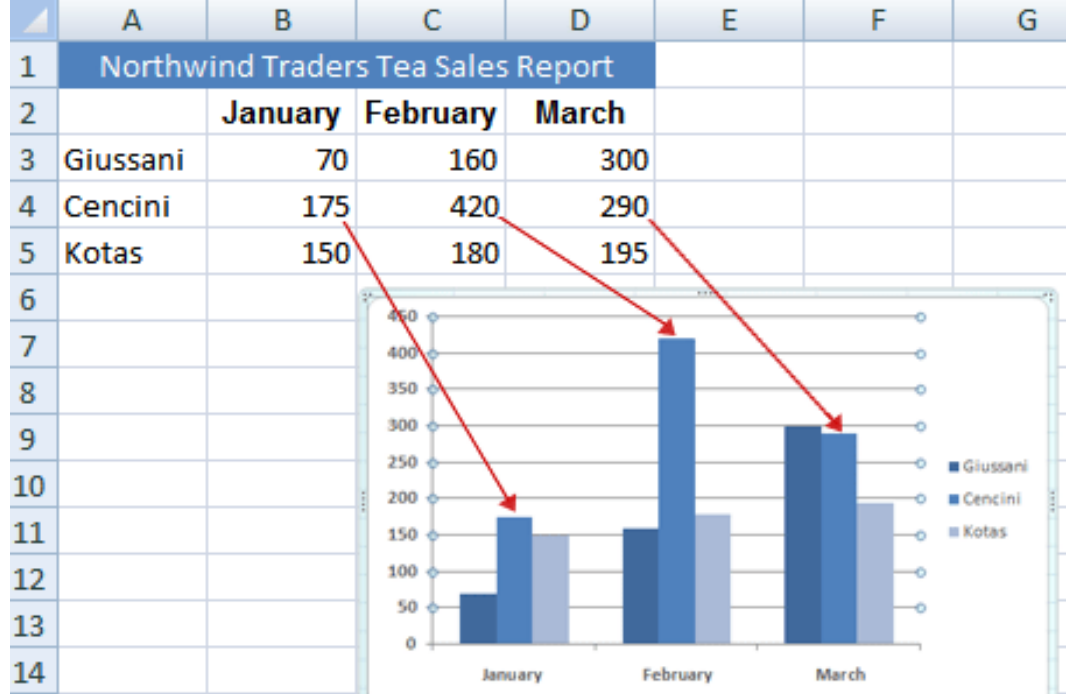 A B C D E F G
1 Northwind Traders Tea Sales Report
2 January February March
3 Giussani 70 160 300
4 Cencini 175 420 290
5 Kotas 150 180 195
6
450
7 400
8 350
9 300
10 250 Giussani
200 Cencini
11 150 Kotas
12 100
13 50
0
14 January February March